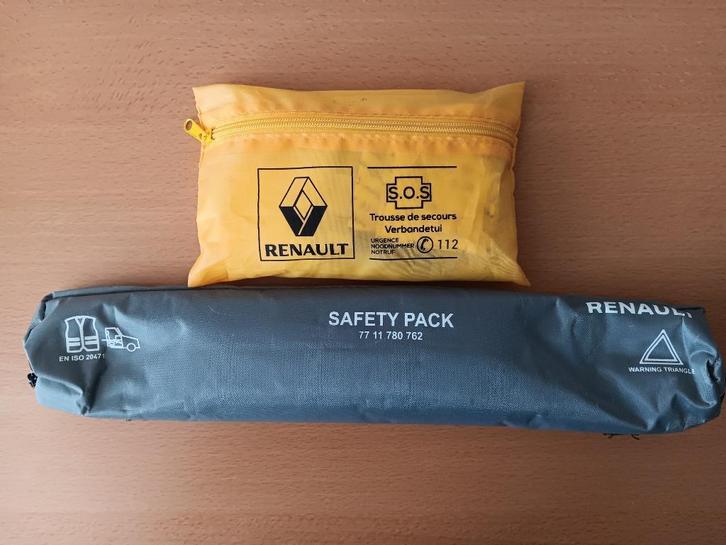 RENAULT
S.O.S
Trousse de secours
Verbandetui
URGENCE
NOODNUMMER
NOTRUF
112
SAFETY PACK
77 11 780 762
EN ISO 20471
RENAULT
WARNING TRIANGLE